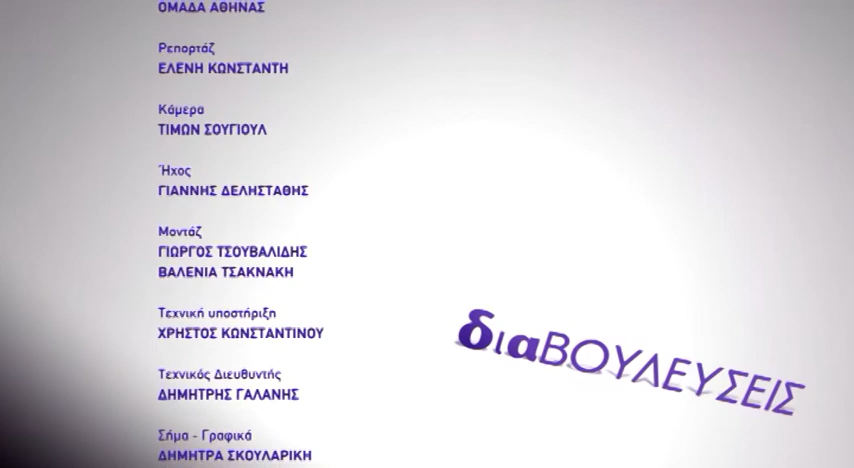 ΟΜΑΔΑ ΑΘΗΝΑΣ
Ρεπορτάζ
ΕΛΕΝΗ ΚΩΝΣΤΑΝΤΗ
Κάμερα
ΤΙΜΩΝ ΣΟΥΓΙΟΥΛ
Ήχος
ΓΙΑΝΝΗΣ ΔΕΛΗΣΤΑΘΗΣ
Μοντάζ
ΓΙΩΡΓΟΣ ΤΣΟΥΒΑΛΙΔΗΣ
ΒΑΛΕΝΙΑ ΤΣΑΚΝΑΚΗ
Τεχνική υποστήριξη
ΧΡΗΣΤΟΣ ΚΩΝΣΤΑΝΤΙΝΟΥ
Τεχνικός Διευθυντής
ΔΗΜΗΤΡΗΣ ΓΑΛΑΝΗΣ
Σήμα - Γραφικά
ΔΗΜΗΤΡΑ ΣΚΟΥΛΑΡΙΚΗ
διαΒΟΥΛΕΥΣΕΙΣ